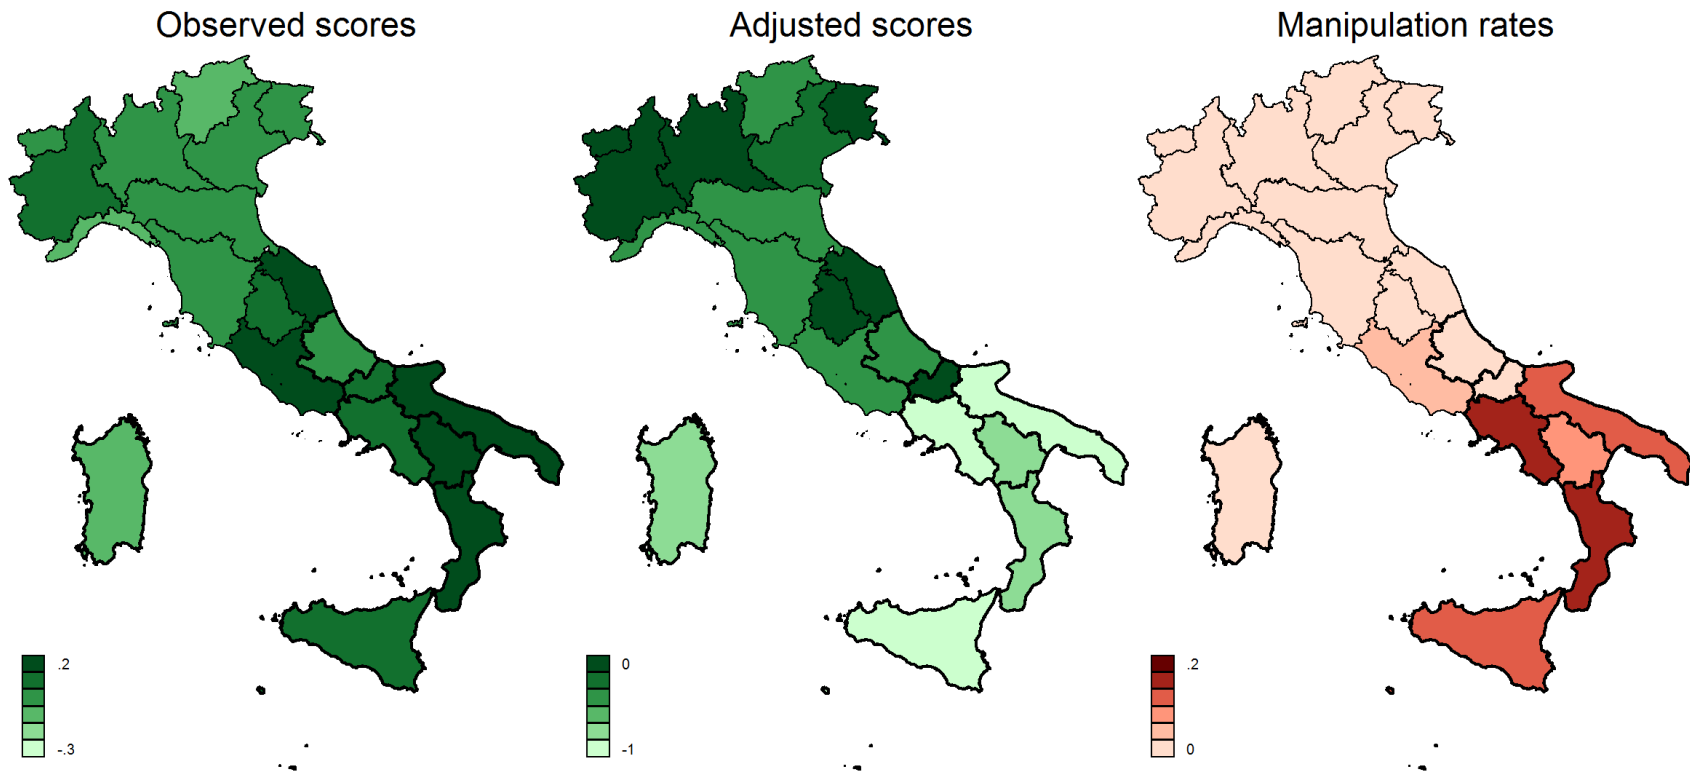 Observed scores
Adjusted scores
Manipulation rates
.2
-.3
0
-1
.2
0